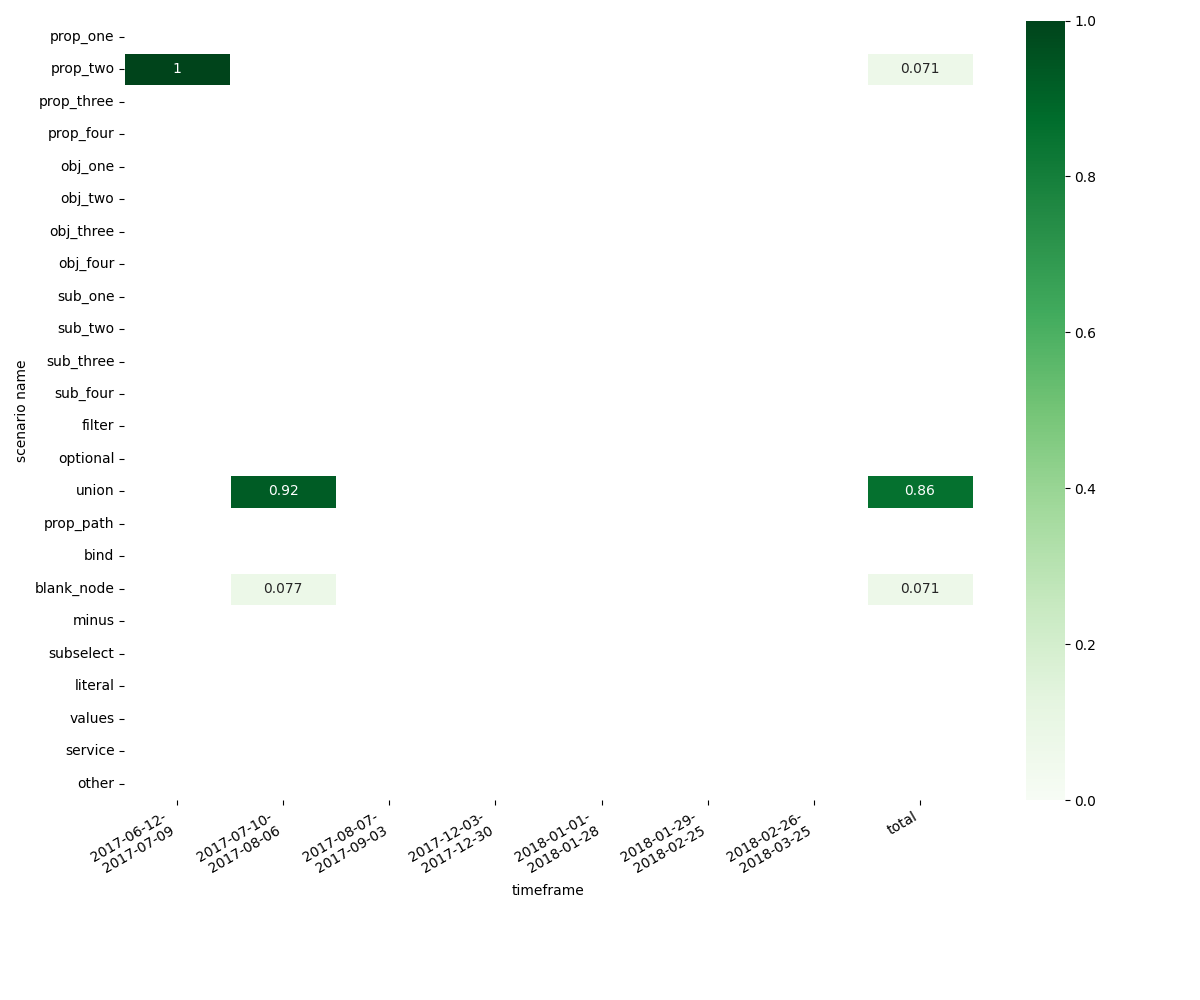 scenario name
prop_one
prop_two
prop_three
prop_four
obj_one
obj_two
obj_three
obj_four
sub_one
sub_two
sub_three
sub_four
filter
optional
union
prop_path
bind
blank_node
minus
subselect
literal
values
service
other
1
0.071
0.92
0.86
0.077
0.071
2017-06-12-
2017-07-09
2017-07-10-
2017-08-06
2017-08-07-
2017-09-03
2017-12-03-
2017-12-30
2018-01-01-
2018-01-28
2018-01-29-
2018-02-25
2018-02-26-
2018-03-25
total
timeframe
1.0
0.8
0.6
0.4
0.2
0.0